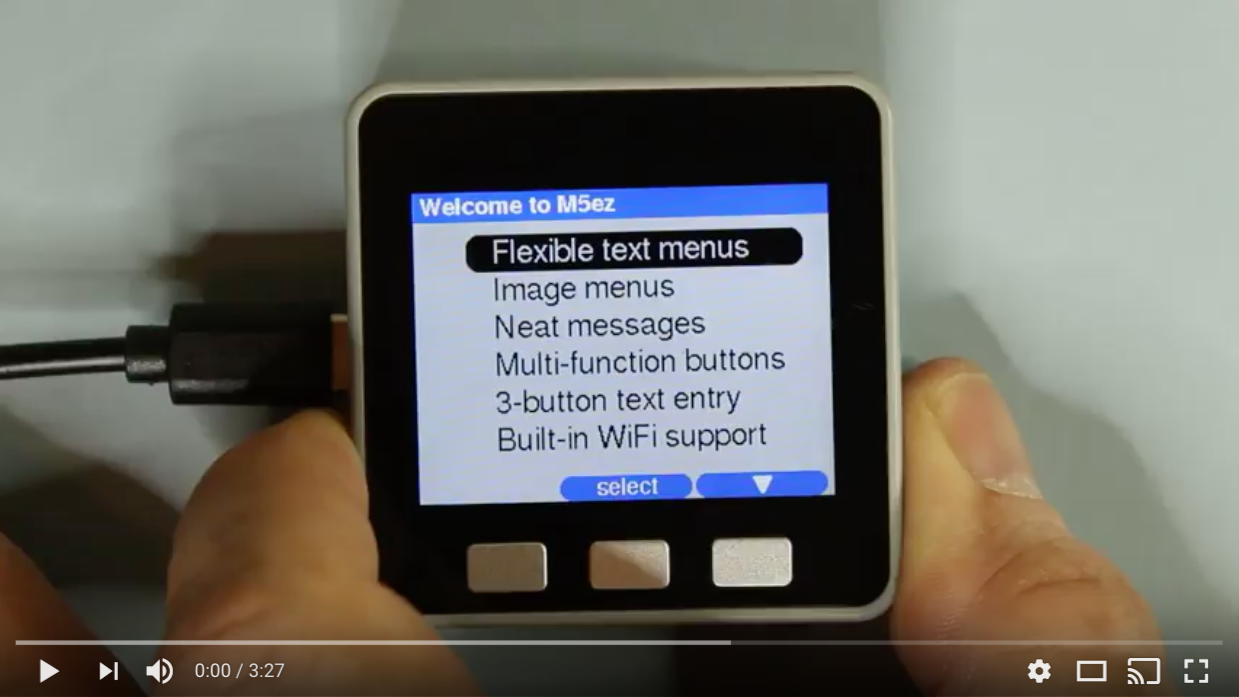 Welcome to M5ez
Flexible text menus
Image menus
Neat messages
Multi-function buttons
3-button text entry
Built-in WiFi support
select
0:00 / 3:27